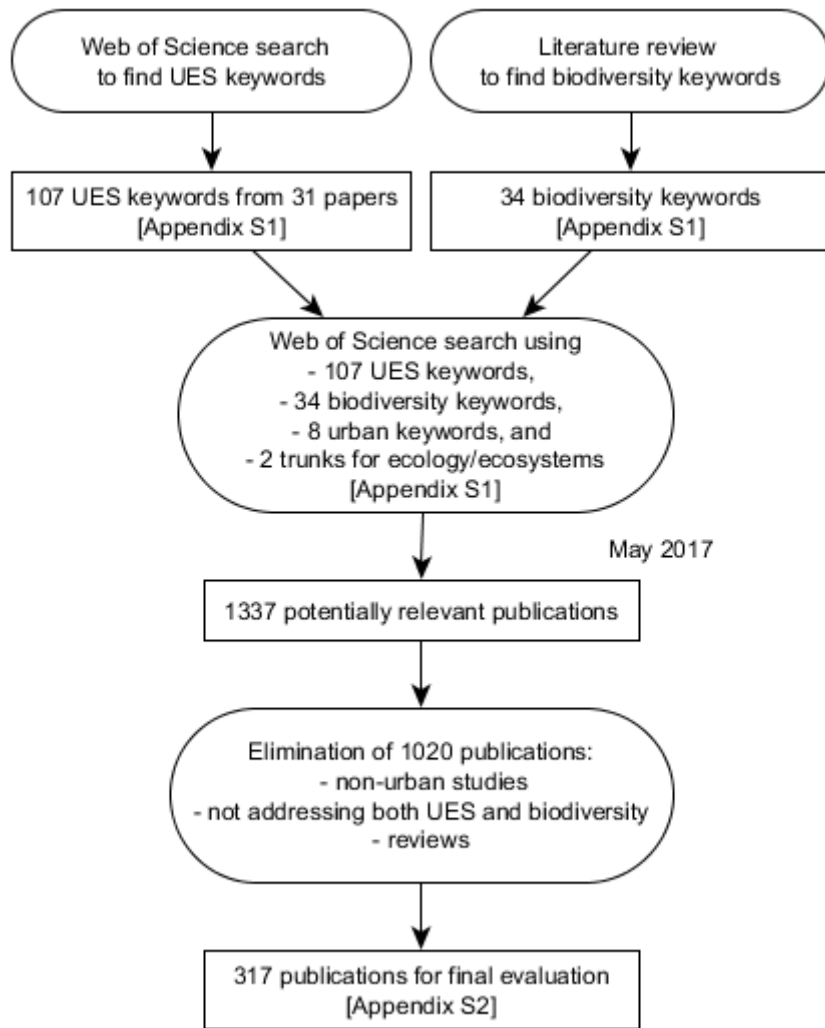 Web of Science search
to find UES keywords
Literature review
to find biodiversity keywords
107 UES keywords from 31 papers
[Appendix S1]
34 biodiversity keywords
[Appendix S1]
Web of Science search using
- 107 UES keywords,
- 34 biodiversity keywords,
- 8 urban keywords, and
- 2 trunks for ecology/ecosystems
[Appendix S1]
May 2017
1337 potentially relevant publications
Elimination of 1020 publications:
- non-urban studies
- not addressing both UES and biodiversity
- reviews
317 publications for final evaluation
[Appendix S2]